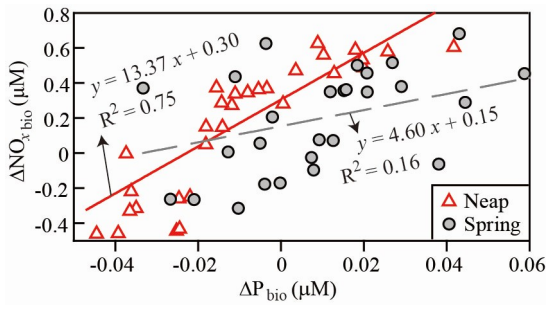 0.8
0.6
0.4
0.2
0
-0.2
-0.4
ΔNOx bio (μM)
y = 13.37 x + 0.30
R² = 0.75
y = 4.60 x + 0.15
R² = 0.16
Neap
Spring
-0.04 -0.02 0 0.02 0.04 0.06
ΔP bio (μM)